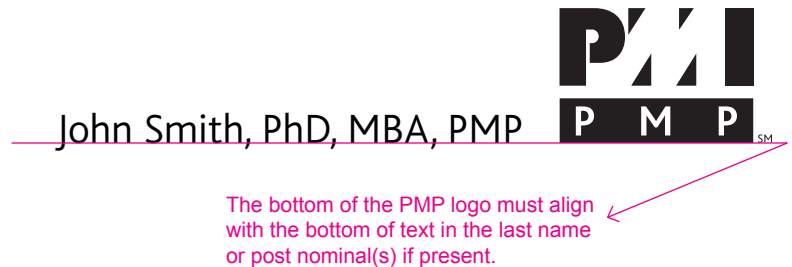 PMI
John Smith, PhD, MBA, PMP
P M P
SM
The bottom of the PMP logo must align
with the bottom of text in the last name
or post nominal(s) if present.